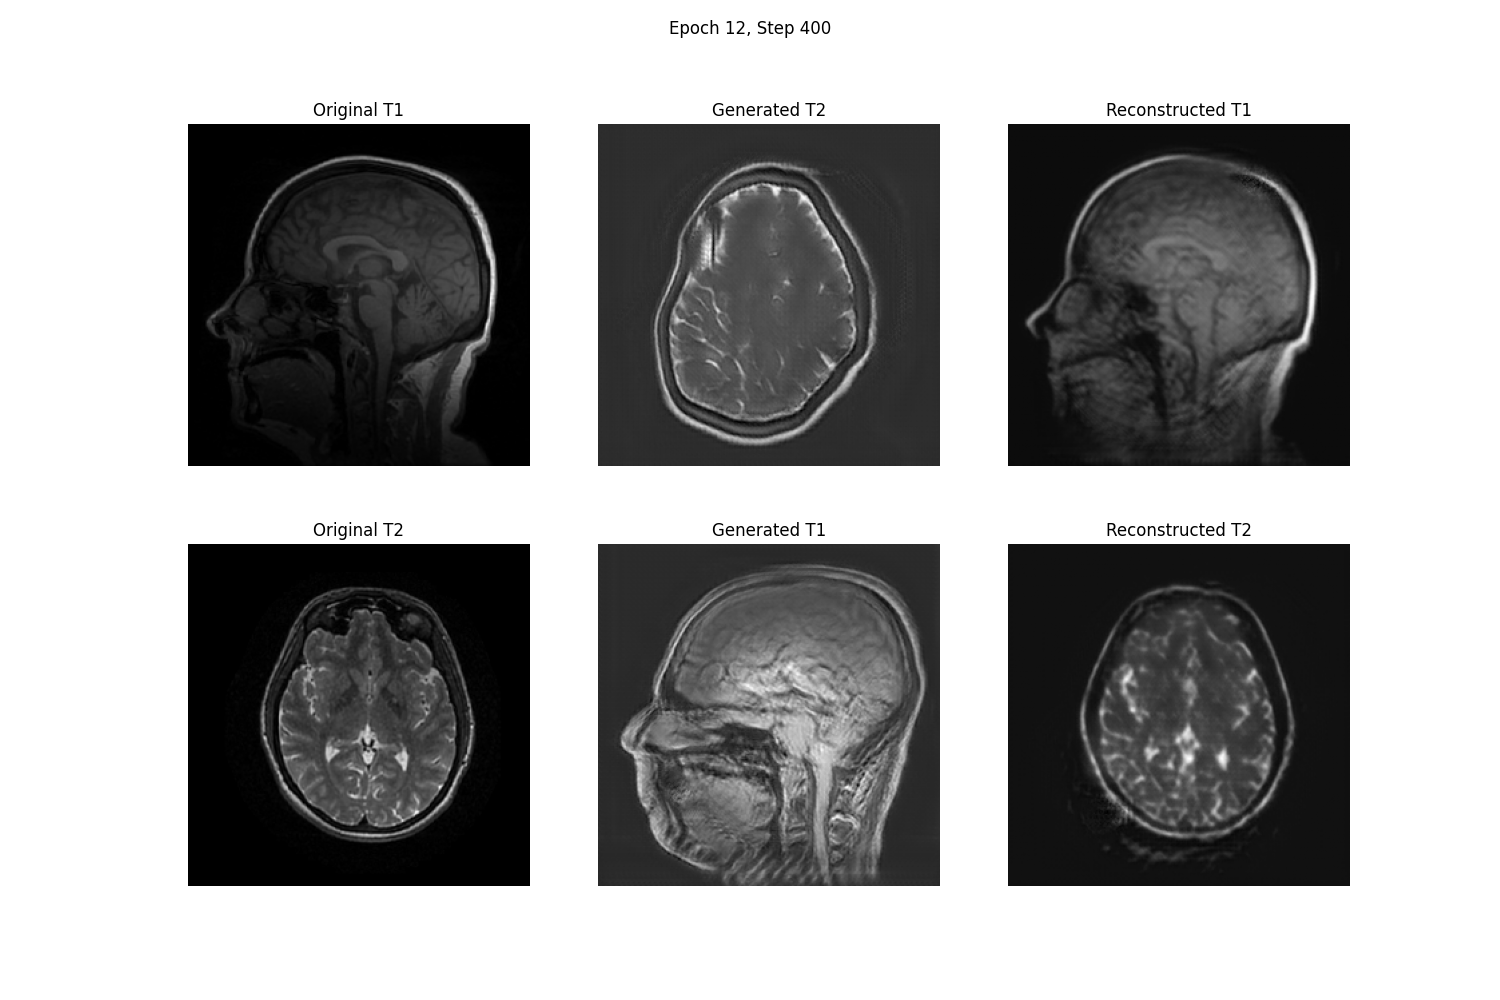 Epoch 12, Step 400
Original T1
Generated T2
Reconstructed T1
Original T2
Generated T1
Reconstructed T2